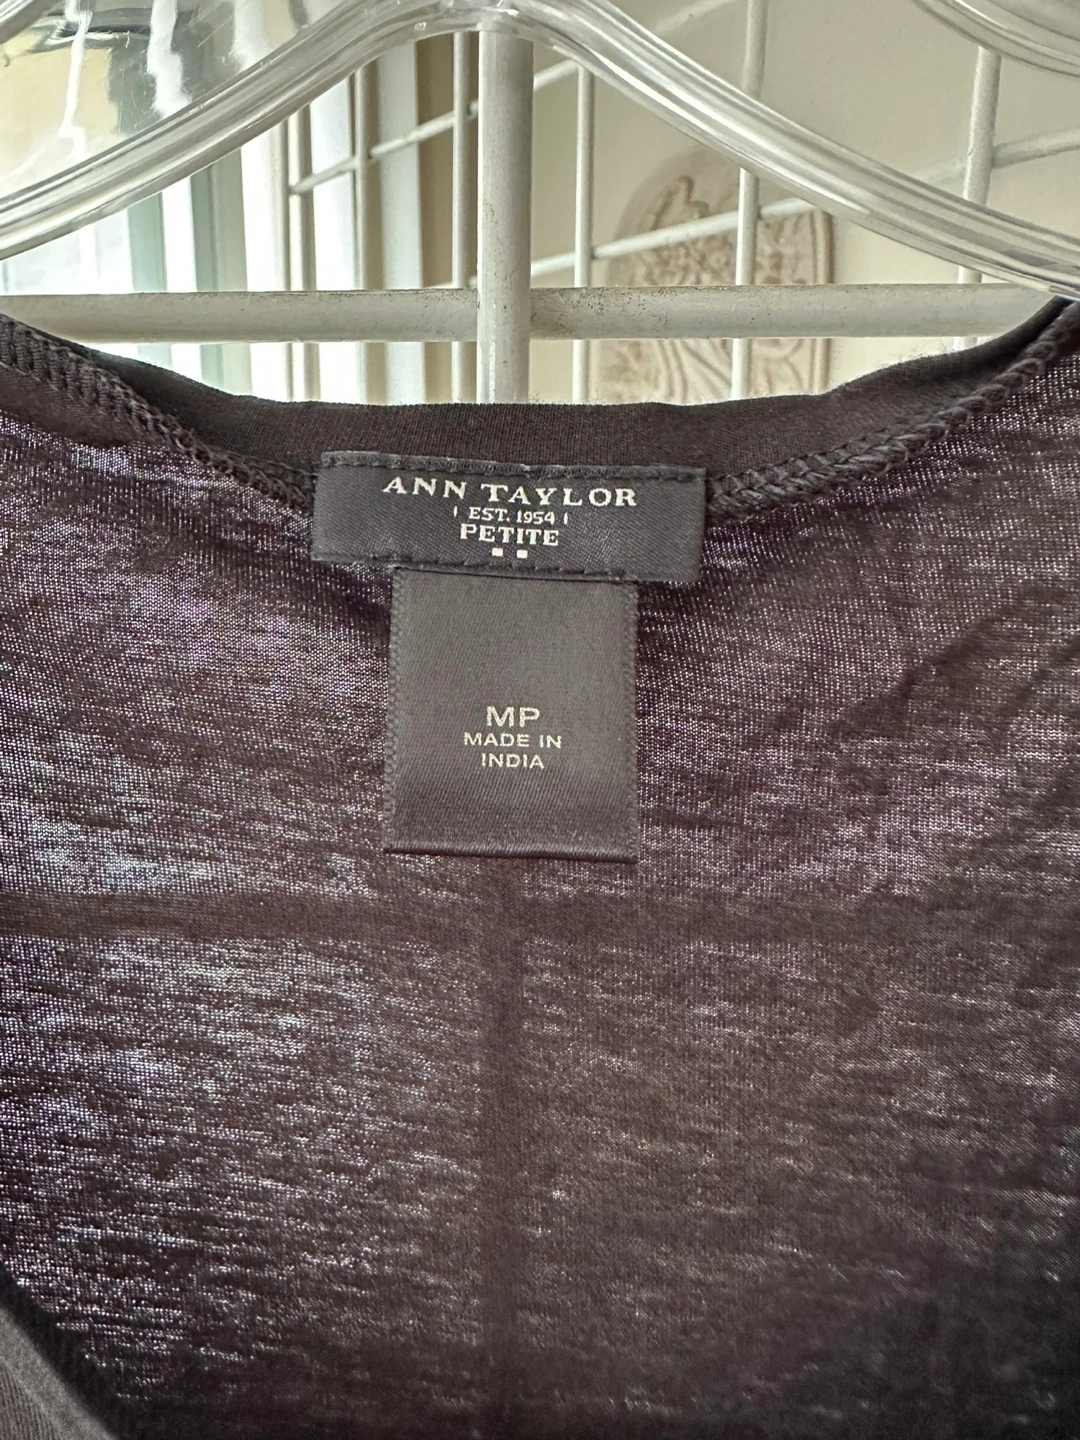 ANN TAYLOR
EST. 1954
PETITE
MP
MADE IN
INDIA